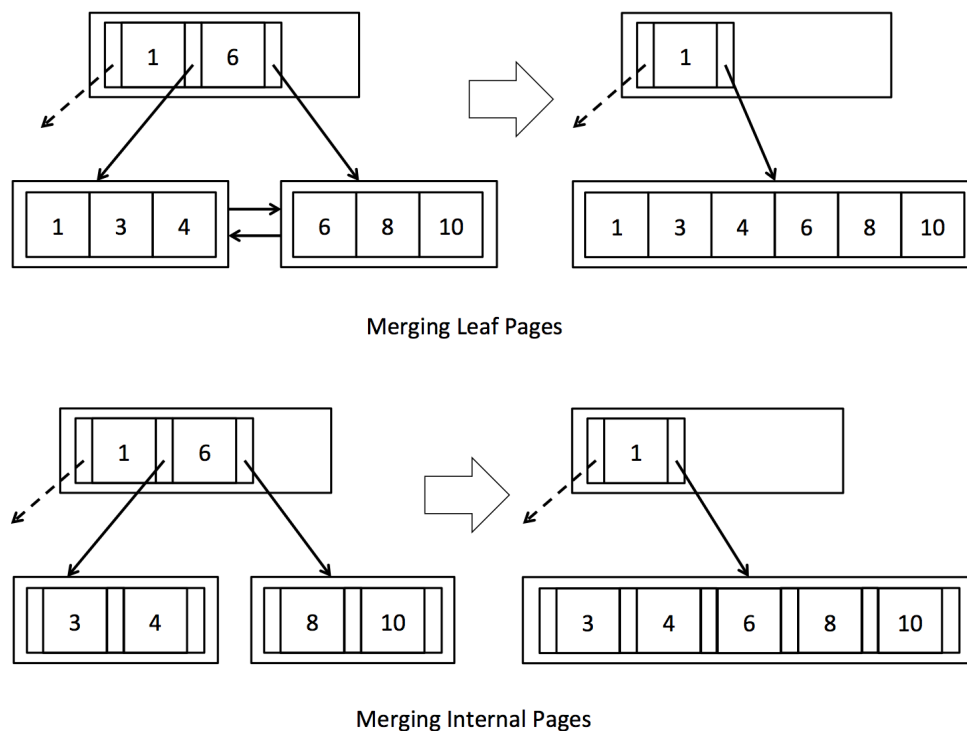 1 6 1
1 3 4 6 8 10 1 3 4 6 8 10
Merging Leaf Pages
1 6 1
3 4 8 10 3 4 6 8 10
Merging Internal Pages